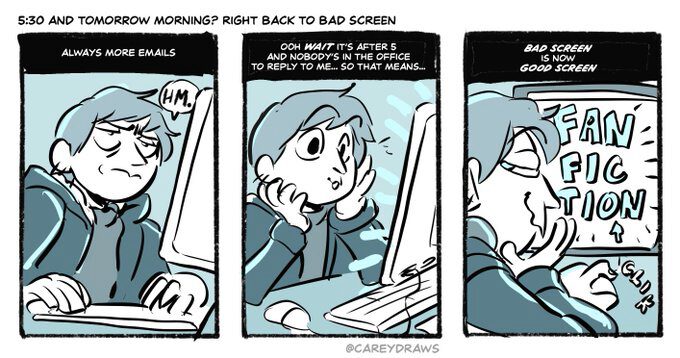 5:30 AND TOMORROW MORNING? RIGHT BACK TO BAD SCREEN
ALWAYS MORE EMAILS
HM.
OOH WAIT IT'S AFTER 5
AND NOBODY'S IN THE OFFICE
TO REPLY TO ME... SO THAT MEANS...
BAD SCREEN
IS NOW
GOOD SCREEN
FAN
FIC
TION
CLIK
@CAREYDRAWS